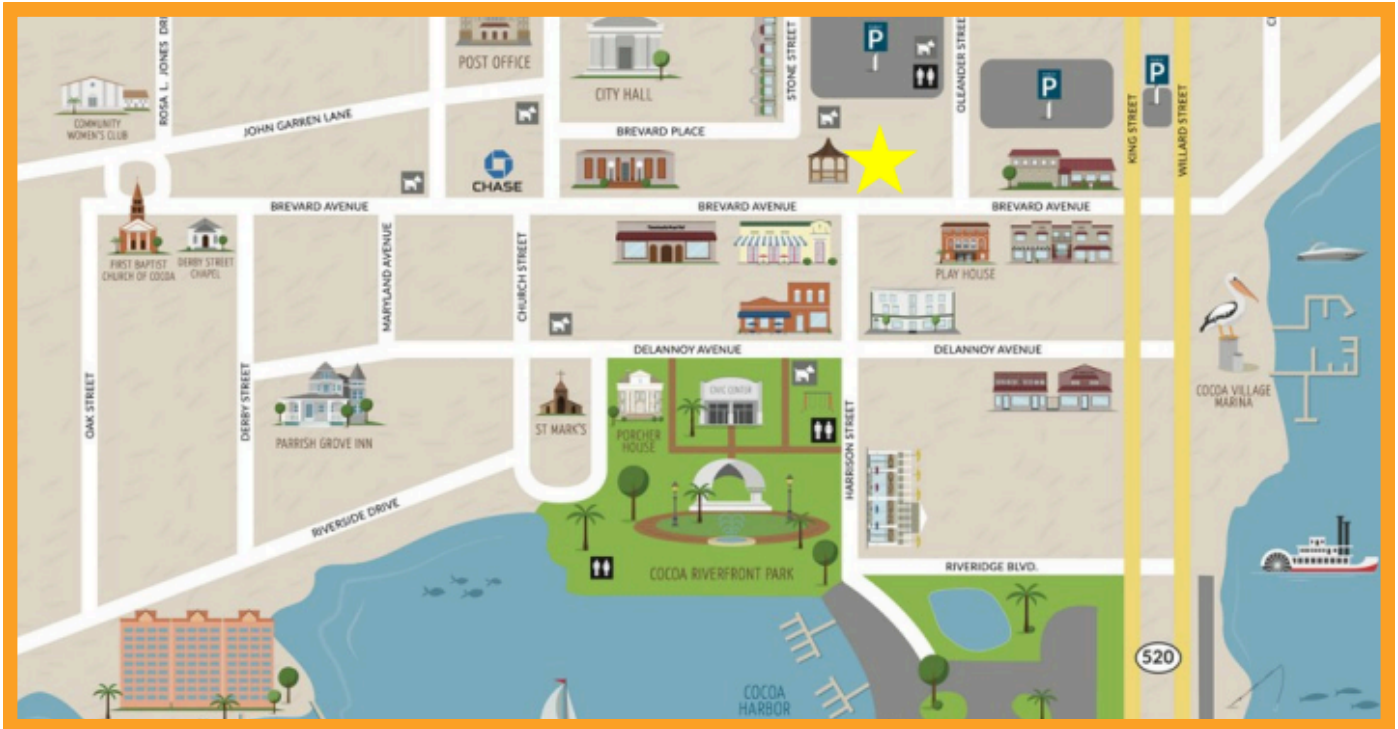 ROSA L. JONES DRI
POST OFFICE
CITY HALL
STONE STREET
P
OLEANDER STREE
P
P
KING STREET
WILLARD STREET
COMMUNITY
WOMEN'S CLUB
JOHN GARREN LANE
BREVARD PLACE
CHASE
BREVARD AVENUE
BREVARD AVENUE
BREVARD AVENUE
FIRST BAPTIST
CHURCH OF COCOA
DERBY STREET
CHAPEL
MARYLAND AVENUE
CHURCH STREET
PLAY HOUSE
DELANNOY AVENUE
DELANNOY AVENUE
OAK STREET
DERBY STREET
PARRISH GROVE INN
ST MARK'S
PORCHER
HOUSE
CIVIC CENTER
HARRISON STREET
COCOA VILLAGE
MARINA
RIVERSIDE DRIVE
COCOA RIVERFRONT PARK
RIVERIDGE BLVD.
520
COCOA
HARBOR